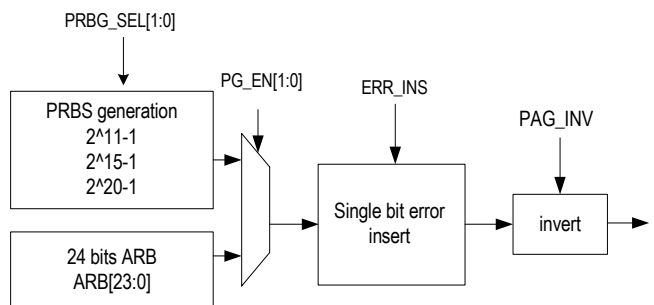 PRBG_SEL[1:0]
PG_EN[1:0]
ERR_INS
PAG_INV
PRBS generation
2^11-1
2^15-1
2^20-1
Single bit error
insert
invert
24 bits ARB
ARB[23:0]